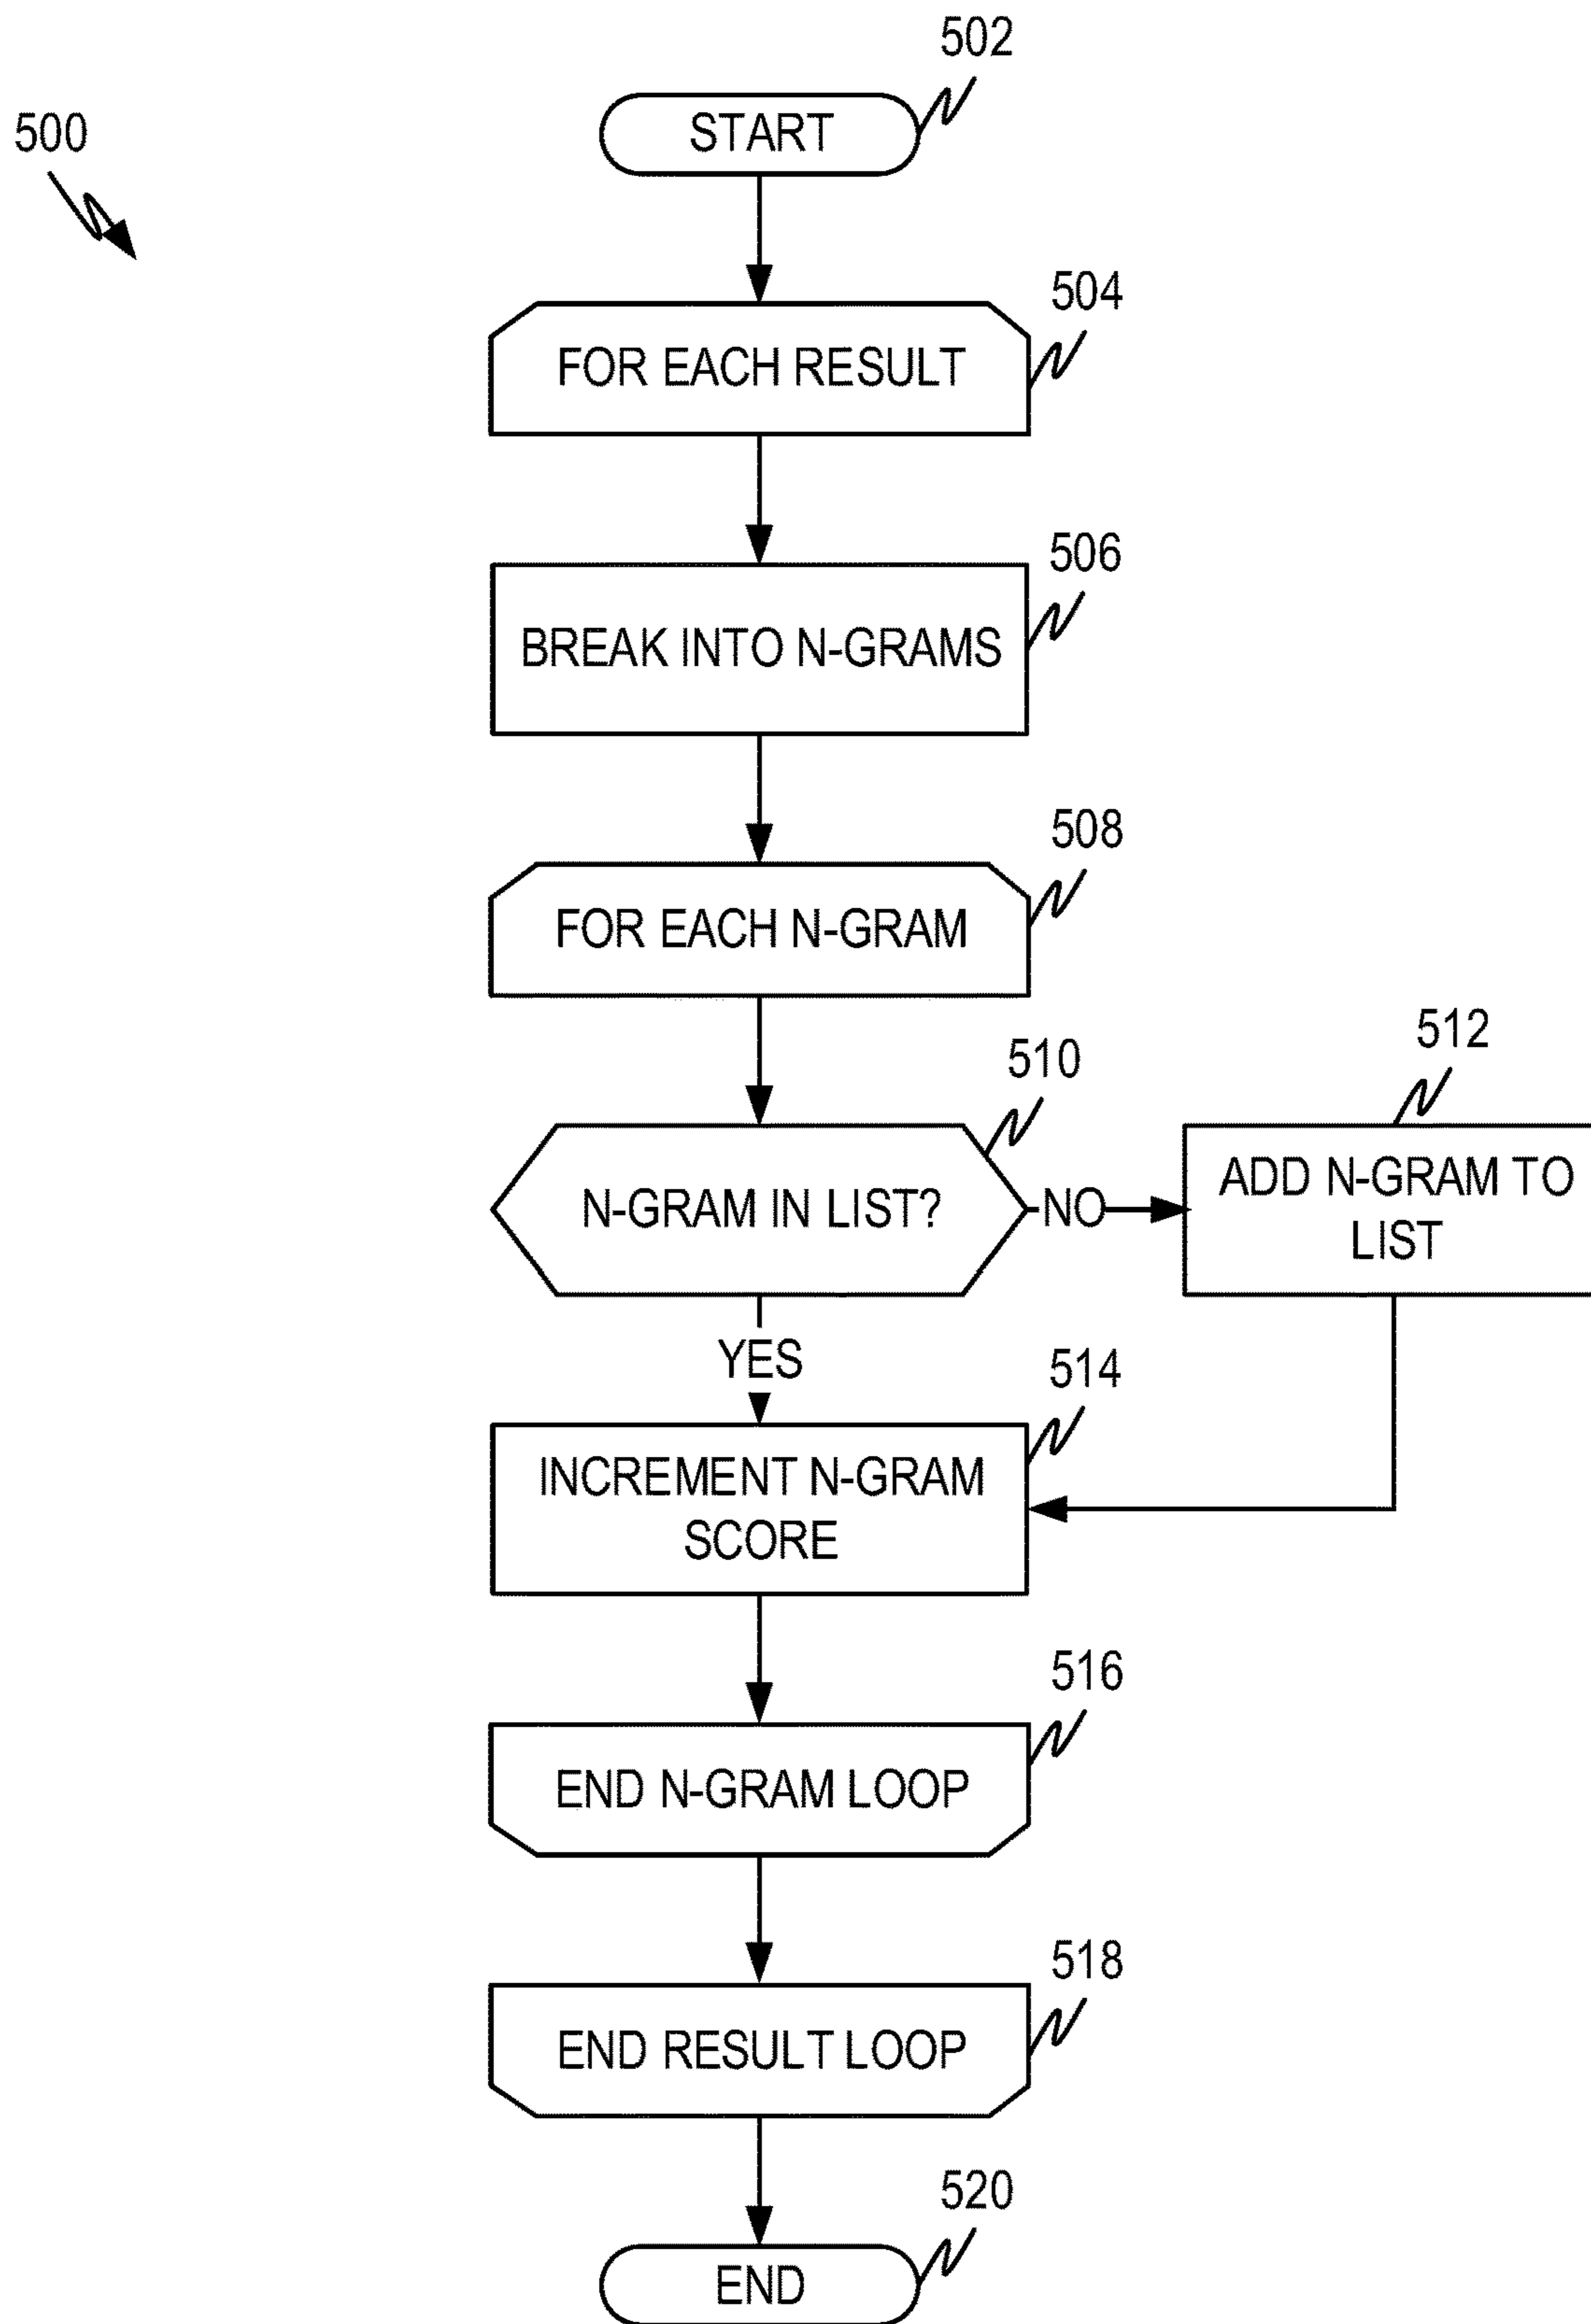 502
500
START
504
FOR EACH RESULT
506
BREAK INTO N-GRAMS
508
FOR EACH N-GRAM
510
512
N-GRAM IN LIST?
NO
ADD N-GRAM TO
LIST
YES
514
INCREMENT N-GRAM
SCORE
516
END N-GRAM LOOP
518
END RESULT LOOP
520
END